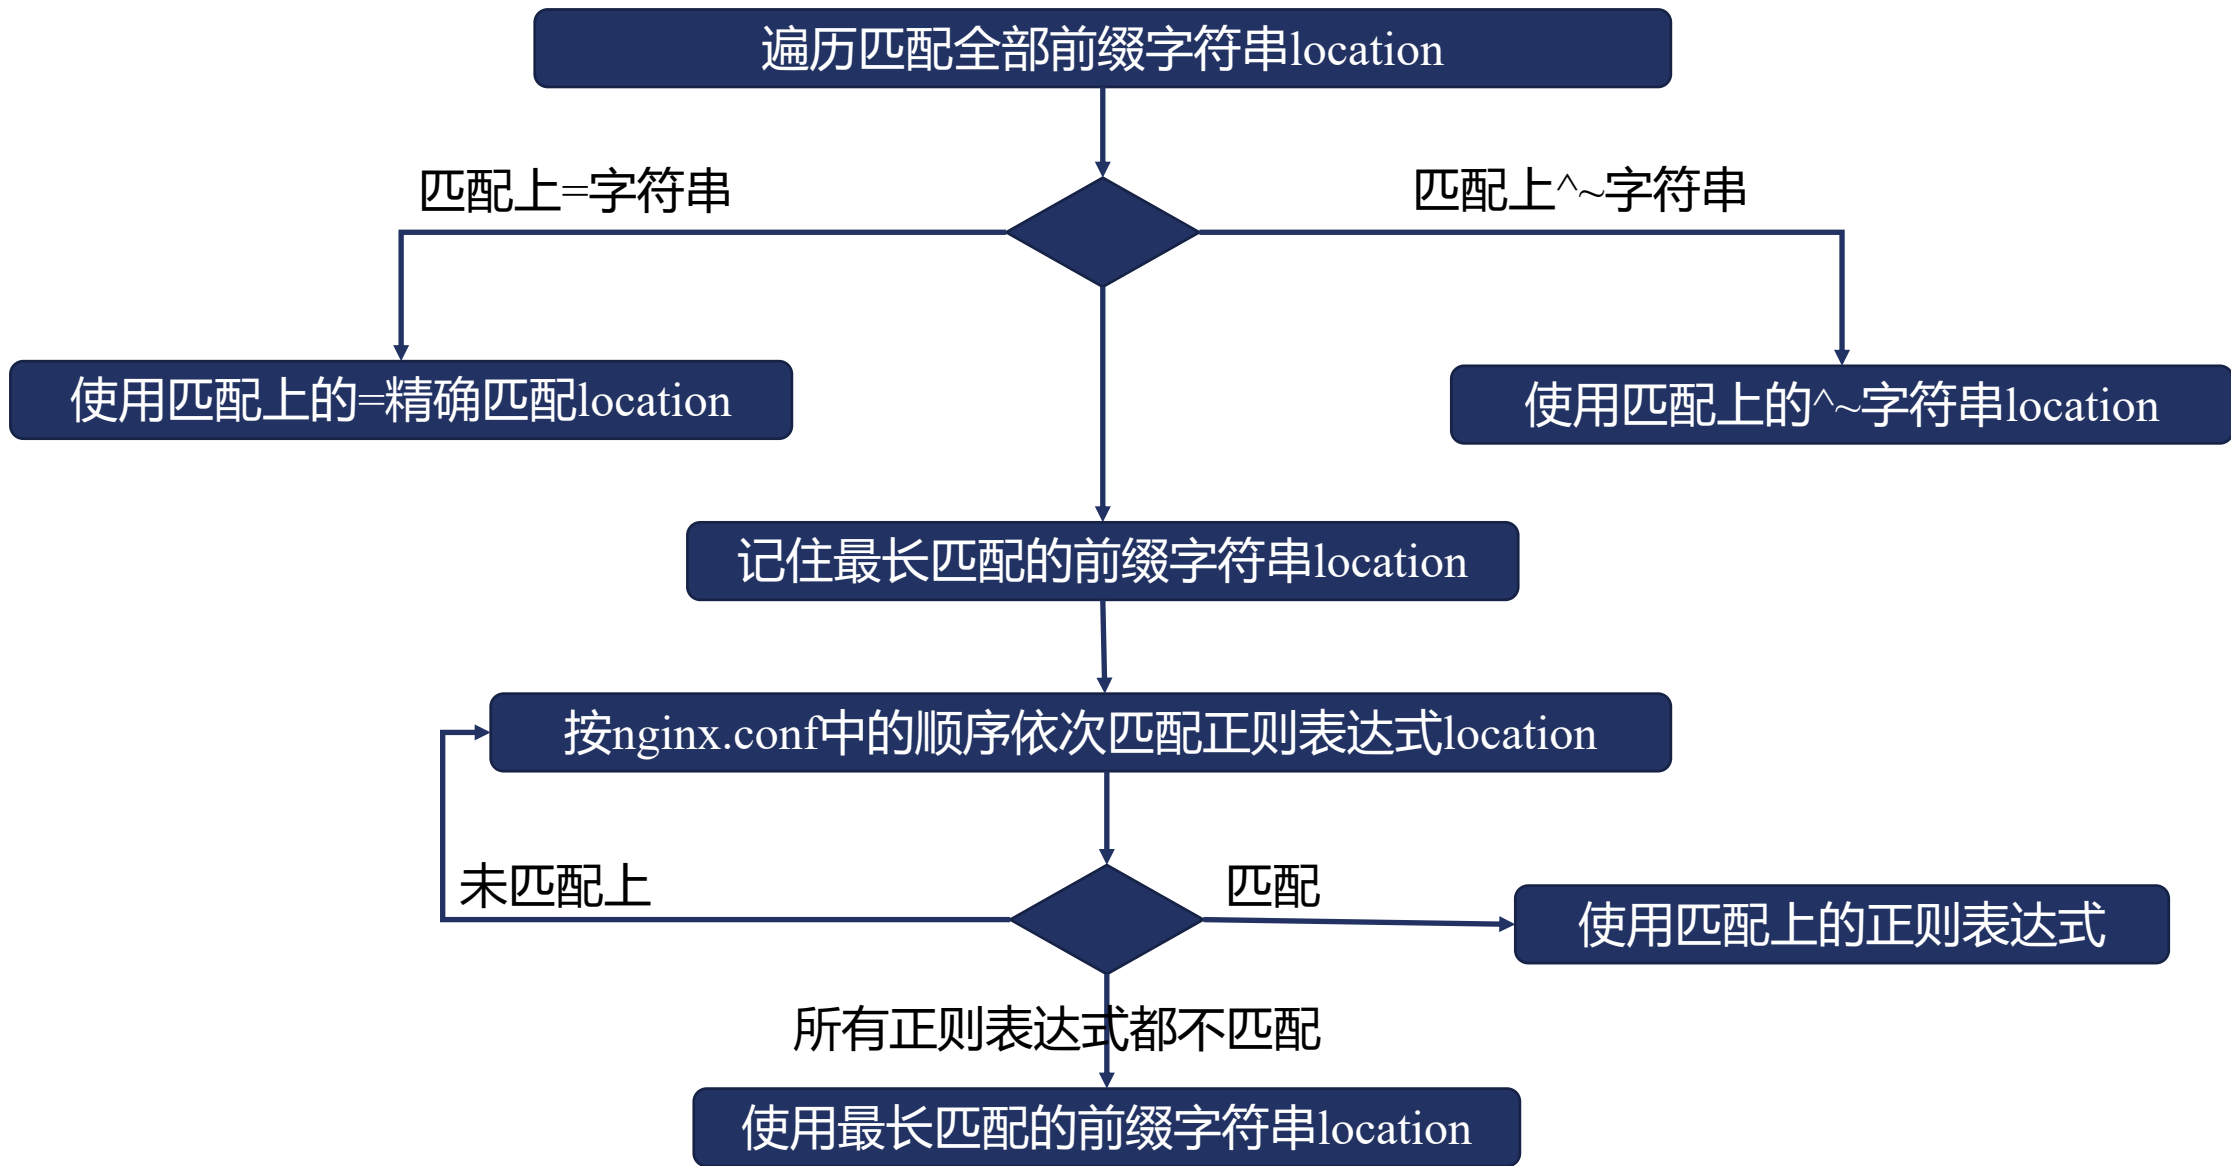 遍历匹配全部前缀字符串location
匹配上=字符串
匹配上^~字符串
使用匹配上的=精确匹配location
使用匹配上的^~字符串location
记住最长匹配的前缀字符串location
按nginx.conf中的顺序依次匹配正则表达式location
未匹配上
匹配
使用匹配上的正则表达式
所有正则表达式都不匹配
使用最长匹配的前缀字符串location